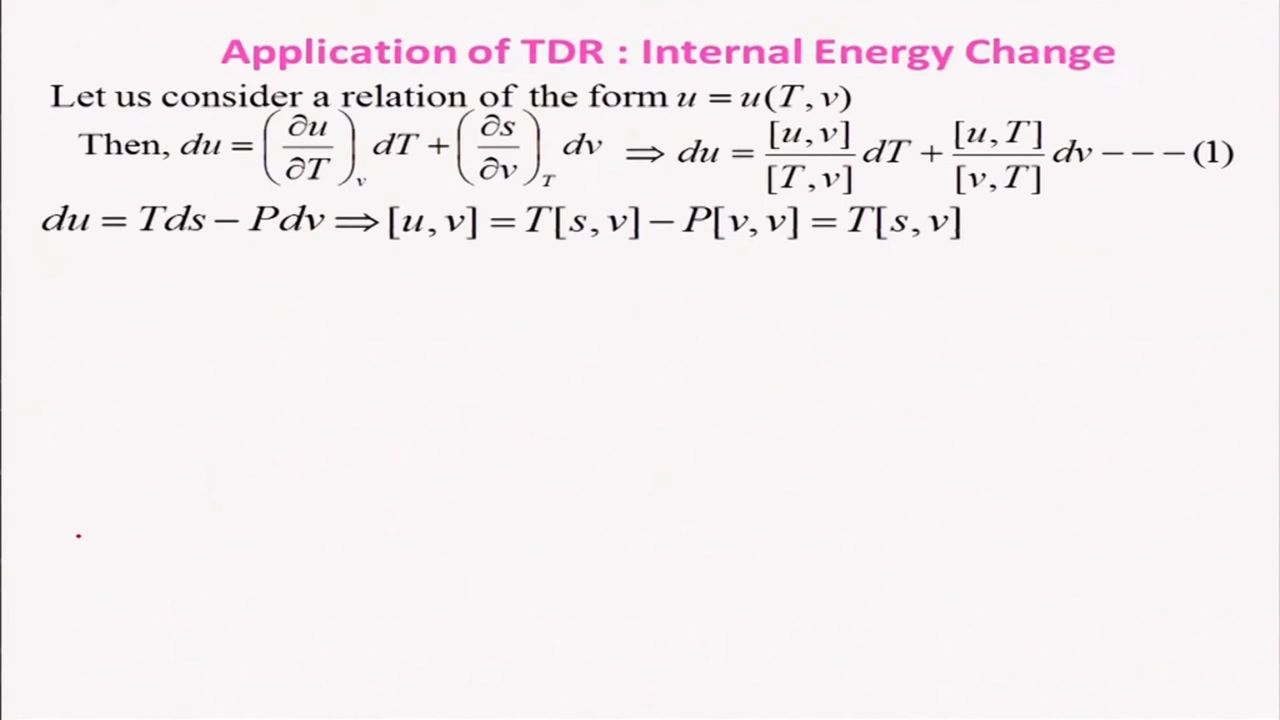 Application of TDR : Internal Energy Change
Let us consider a relation of the form u = u(T, v)
Then, du = (∂u/∂T)_v dT + (∂s/∂v)_T dv ⇒ du = [u, v]/[T, v] dT + [u, T]/[v, T] dv − − − (1)
du = Tds − Pdv ⇒ [u, v] = T[s, v] − P[v, v] = T[s, v]